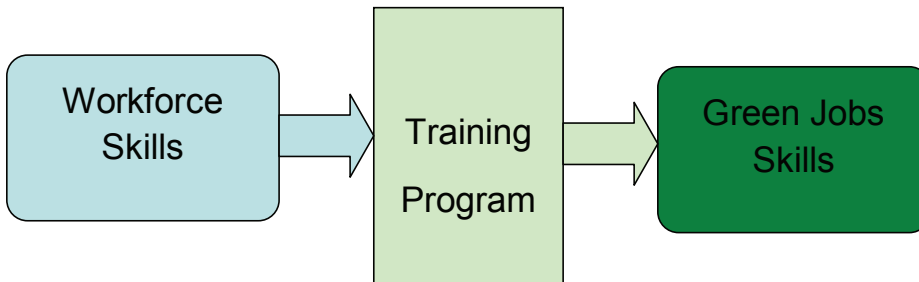 Workforce
Skills
Training
Program
Green Jobs
Skills